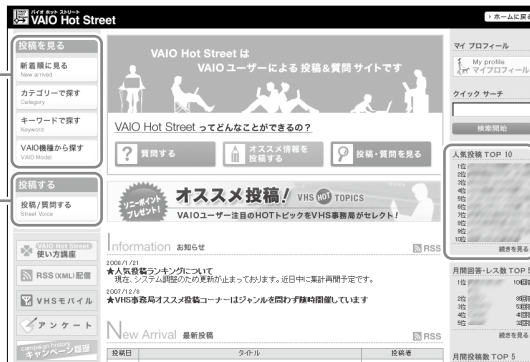 バイオ ホット ストリート
VAIO Hot Street
ホームに戻る
投稿を見る
新着順に見る
New arrived
カテゴリーで探す
Category
キーワードで探す
Keyword
VAIO機種から探す
VAIO Model
投稿する
投稿/質問する
Street Voice
VAIO Hot Street
使い方講座
RSS(XML)配信
VHSモバイル
アンケート
campaign history
キャンペーン履歴
VAIO Hot Street は
VAIO ユーザーによる 投稿&質問 サイトです
VAIO Hot Street ってどんなことができるの?
質問する
オススメ情報を
投稿する
投稿・質問を見る
ソニーポイント
プレゼント!
オススメ投稿! VHS HOT TOPICS
VAIOユーザー注目のHOTトピックをVHS事務局がセレクト!
Information お知らせ
RSS
2008/1/21
★人気投稿ランキングについて
現在、システム調整のため更新が止まっております。近日中に集計再開予定です。
2007/12/8
★VHS事務局オススメ投稿コーナーはジャンルを問わず随時開催しています
New Arrival 最新投稿
RSS
投稿日
タイトル
投稿者
マイ プロフィール
My profile
マイプロフィール
クイック サーチ
検索開始
人気投稿 TOP 10
1位
2位
3位
4位
5位
6位
7位
8位
9位
10位
続きを見る
月間回答・レス数 TOP 5
1位
2位
3位
4位
5位
続きを見る
月間投稿数 TOP 5